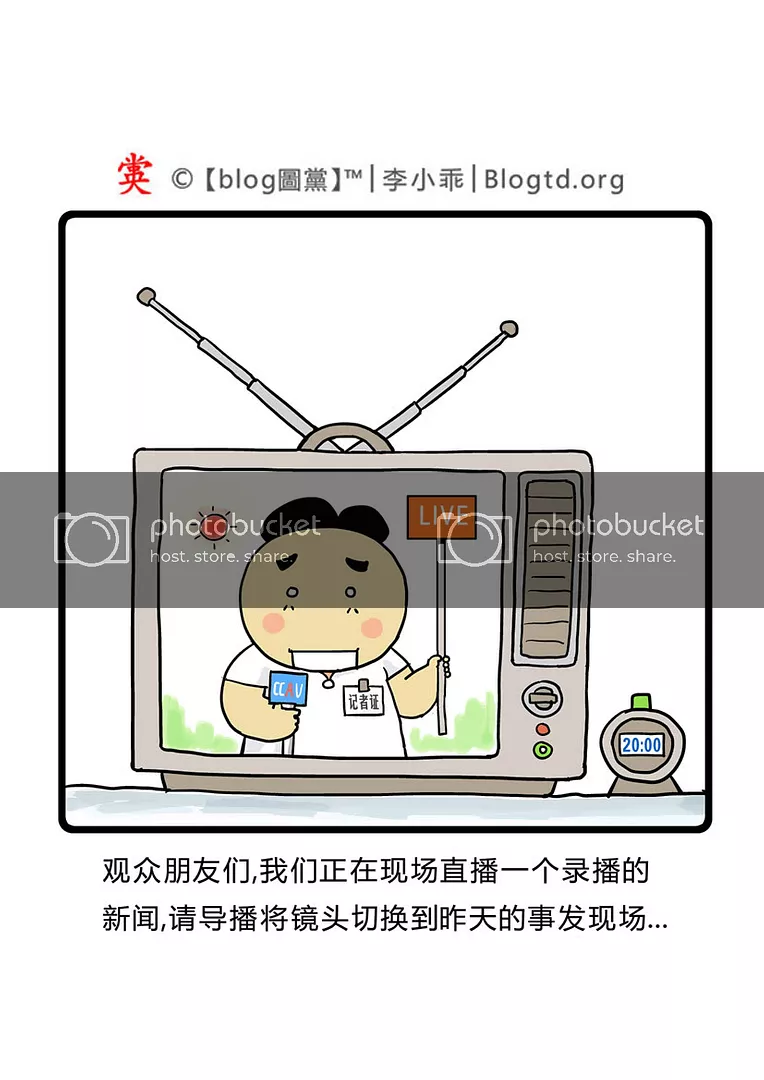 ©【blog圖黨】™|李小乖|Blogtd.org
photobucket
host. store. share.
photobucket
host. store. share.
LIVE
CCAV
记者证
20:00
观众朋友们,我们正在现场直播一个录播的
新闻,请导播将镜头切换到昨天的事发现场...